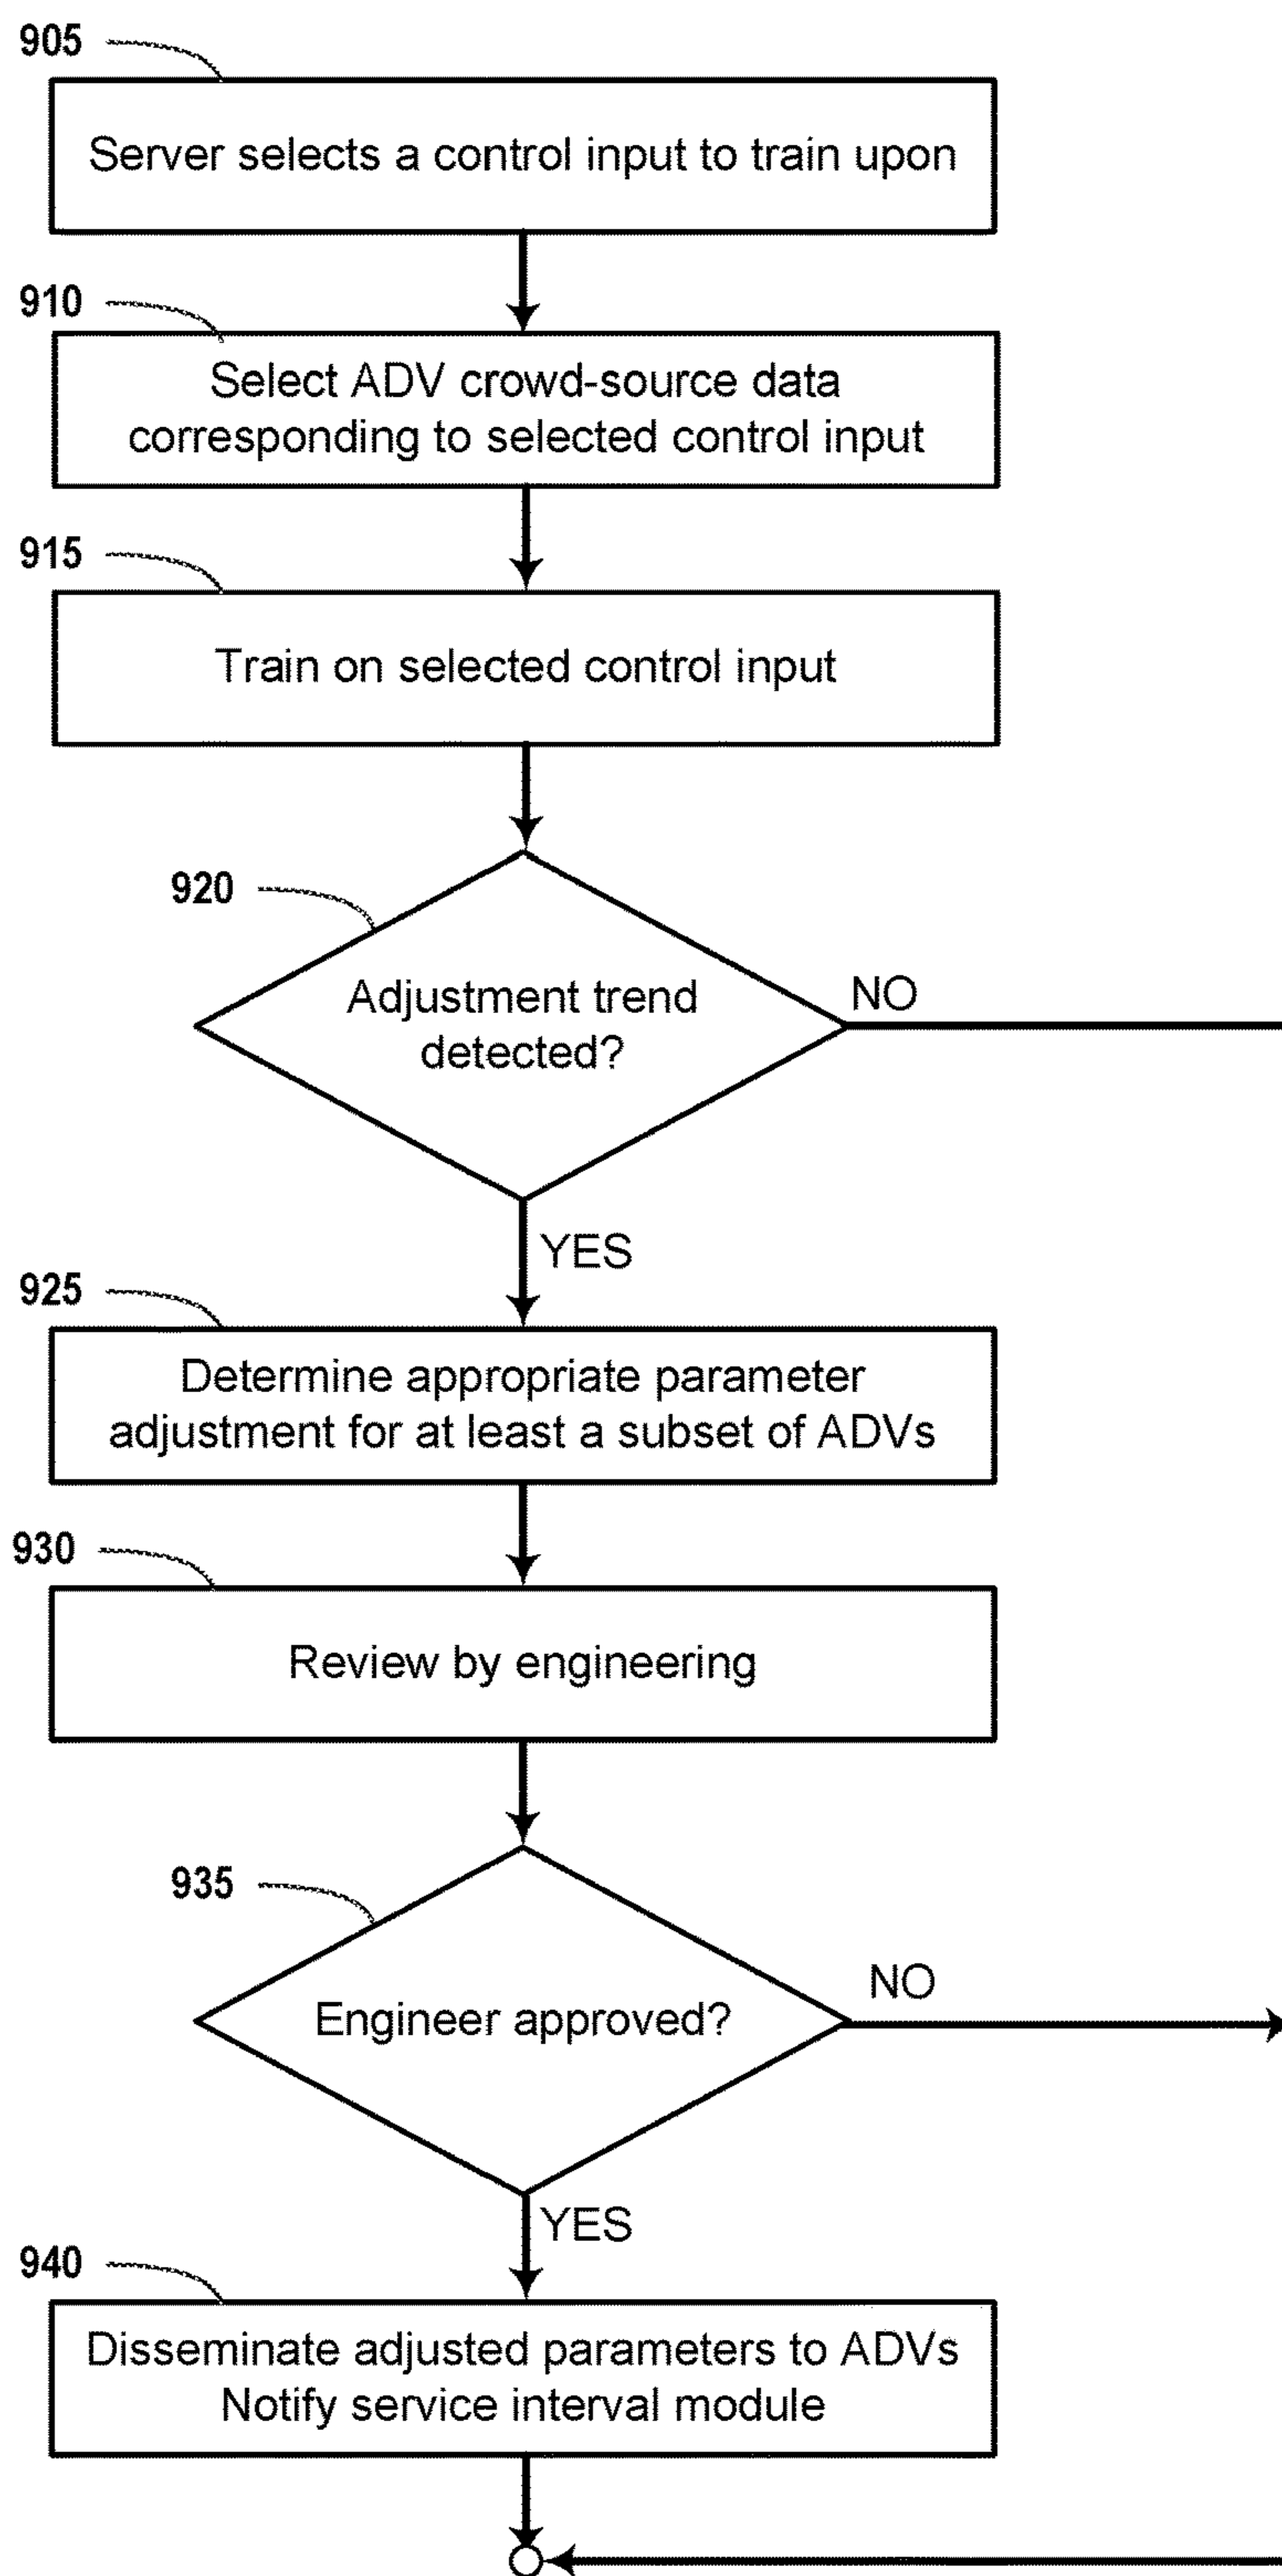 905
Server selects a control input to train upon
910
Select ADV crowd-source data
corresponding to selected control input
915
Train on selected control input
920
Adjustment trend
detected?
NO
YES
925
Determine appropriate parameter
adjustment for at least a subset of ADVs
930
Review by engineering
935
Engineer approved?
NO
YES
940
Disseminate adjusted parameters to ADVs
Notify service interval module